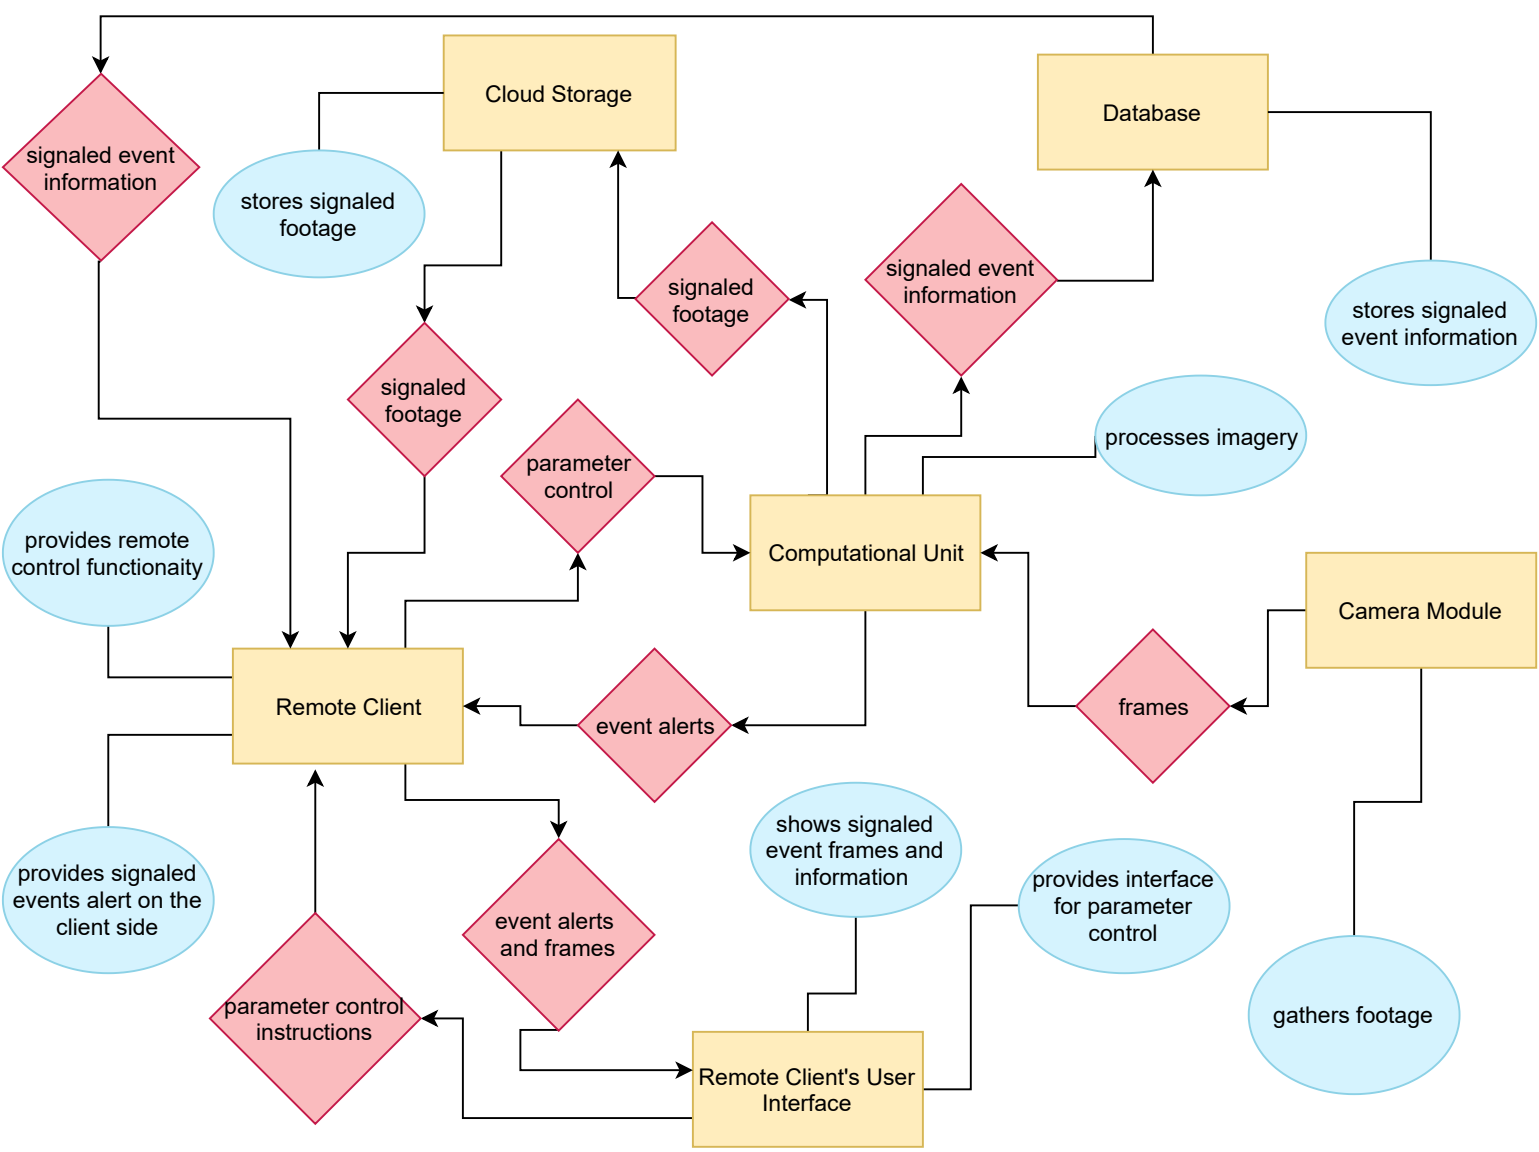 Cloud Storage
Database
signaled event
information
stores signaled
footage
signaled event
information
signaled
footage
stores signaled
event information
signaled
footage
parameter
control
processes imagery
provides remote
control functionaity
Computational Unit
Camera Module
Remote Client
event alerts
frames
shows signaled
event frames and
information
provides signaled
events alert on the
client side
provides interface
for parameter
control
event alerts
and frames
parameter control
instructions
gathers footage
Remote Client's User
Interface